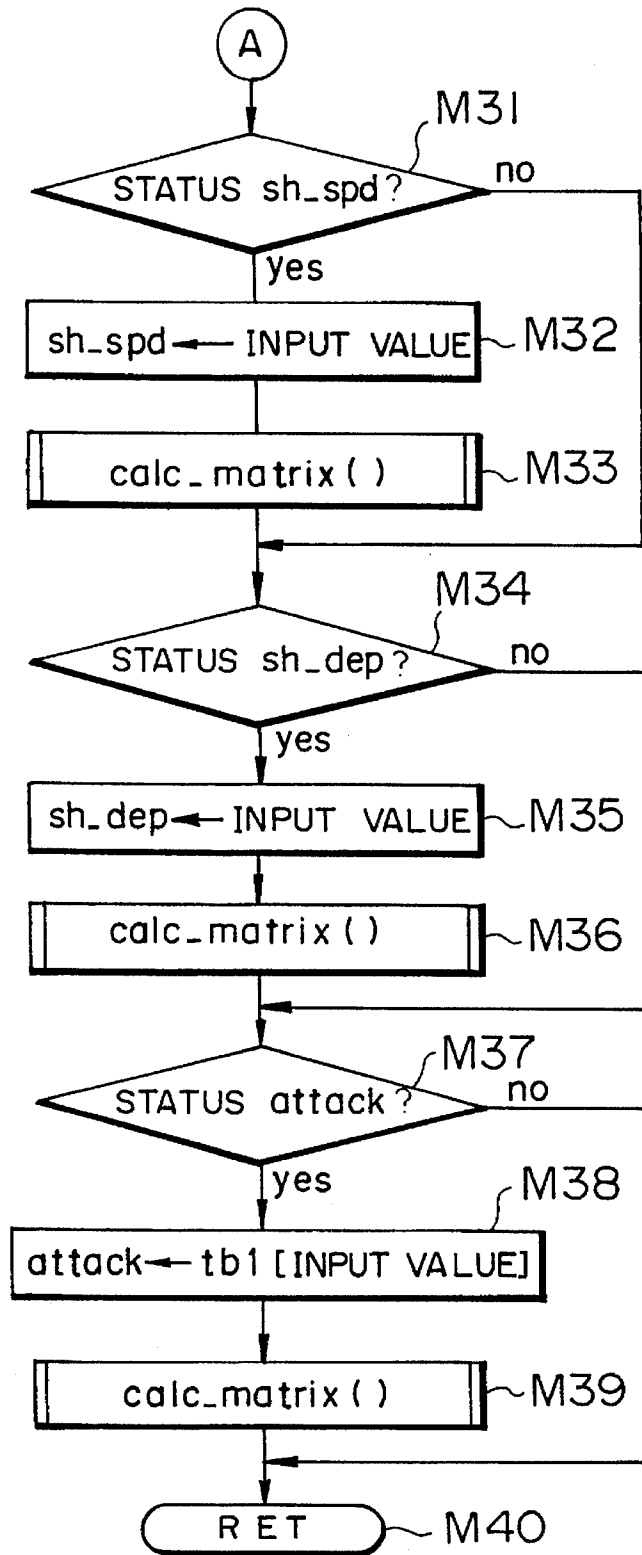 A
M31
STATUS sh_spd?
no
yes
sh_spd ← INPUT VALUE
M32
calc_matrix()
M33
M34
STATUS sh_dep?
no
yes
sh_dep ← INPUT VALUE
M35
calc_matrix()
M36
M37
STATUS attack?
no
yes
M38
attack ← tb1 [INPUT VALUE]
calc_matrix()
M39
RET
M40